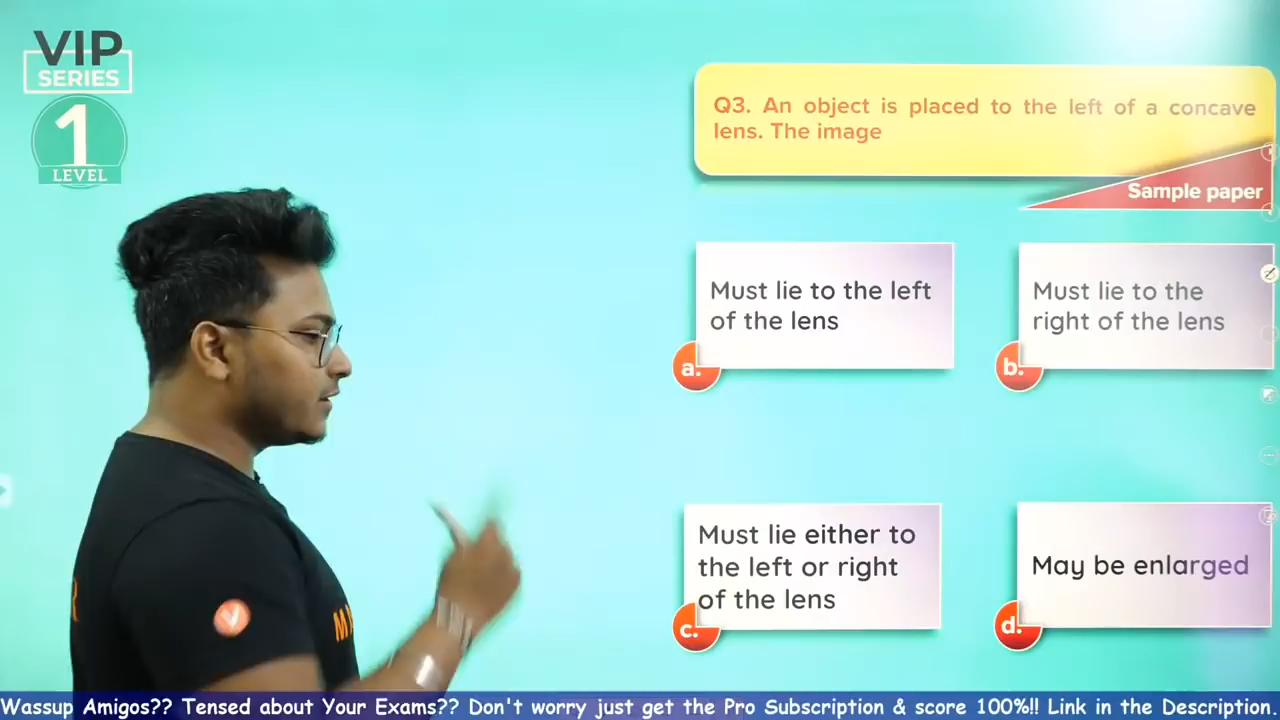 VIP
SERIES
1
LEVEL
Q3. An object is placed to the left of a concave
lens. The image
Sample paper
Must lie to the left
of the lens
a.
Must lie to the
right of the lens
b.
Must lie either to
the left or right
of the lens
c.
May be enlarged
d.
Wassup Amigos?? Tensed about Your Exams?? Don't worry just get the Pro Subscription & score 100%!! Link in the Description.